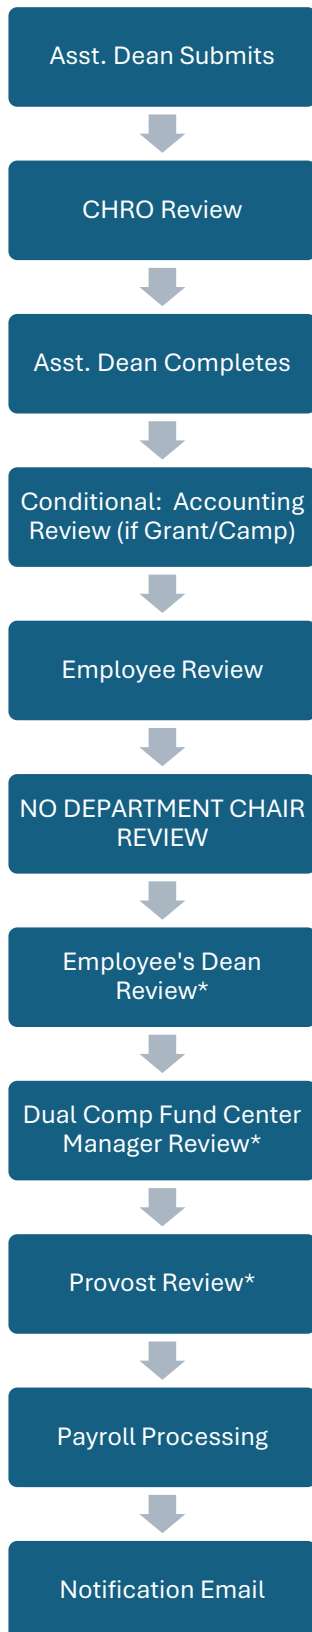 Asst. Dean Submits
CHRO Review
Asst. Dean Completes
Conditional:  Accounting
Review (if Grant/Camp)
Employee Review
NO DEPARTMENT CHAIR
REVIEW
Employee's Dean
Review*
Dual Comp Fund Center
Manager Review*
Provost Review*
Payroll Processing
Notification Email